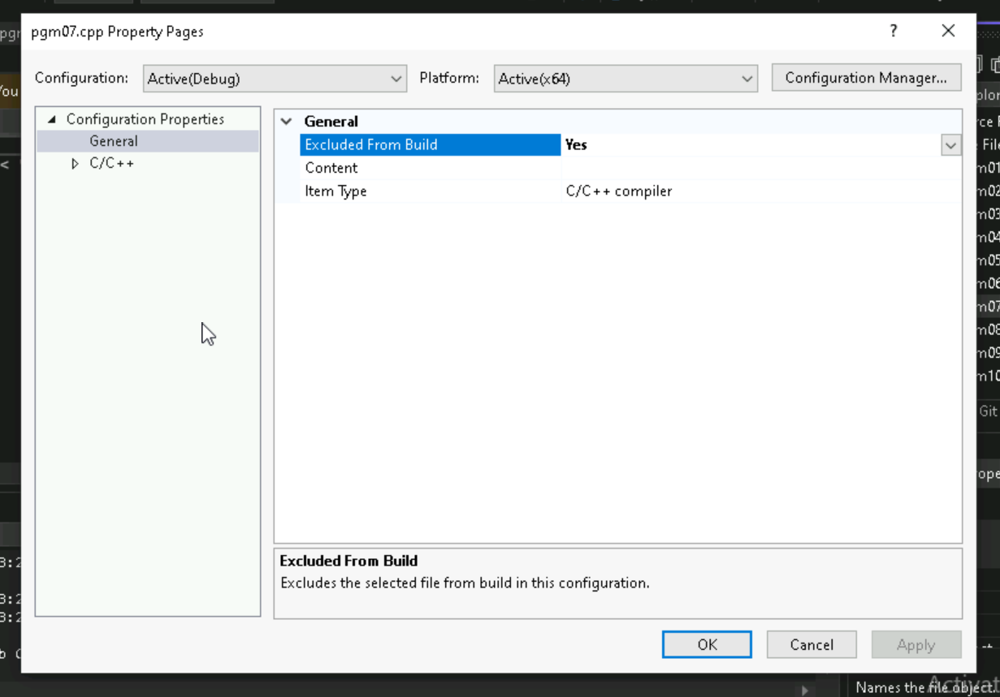 pgm07.cpp Property Pages
?
Configuration:
Active(Debug)
Platform:
Active(x64)
Configuration Manager...
Configuration Properties
General
C/C++
General
Excluded From Build
Yes
Content
Item Type
C/C++ compiler
Excluded From Build
Excludes the selected file from build in this configuration.
OK
Cancel
Apply
Git
Names the file object.